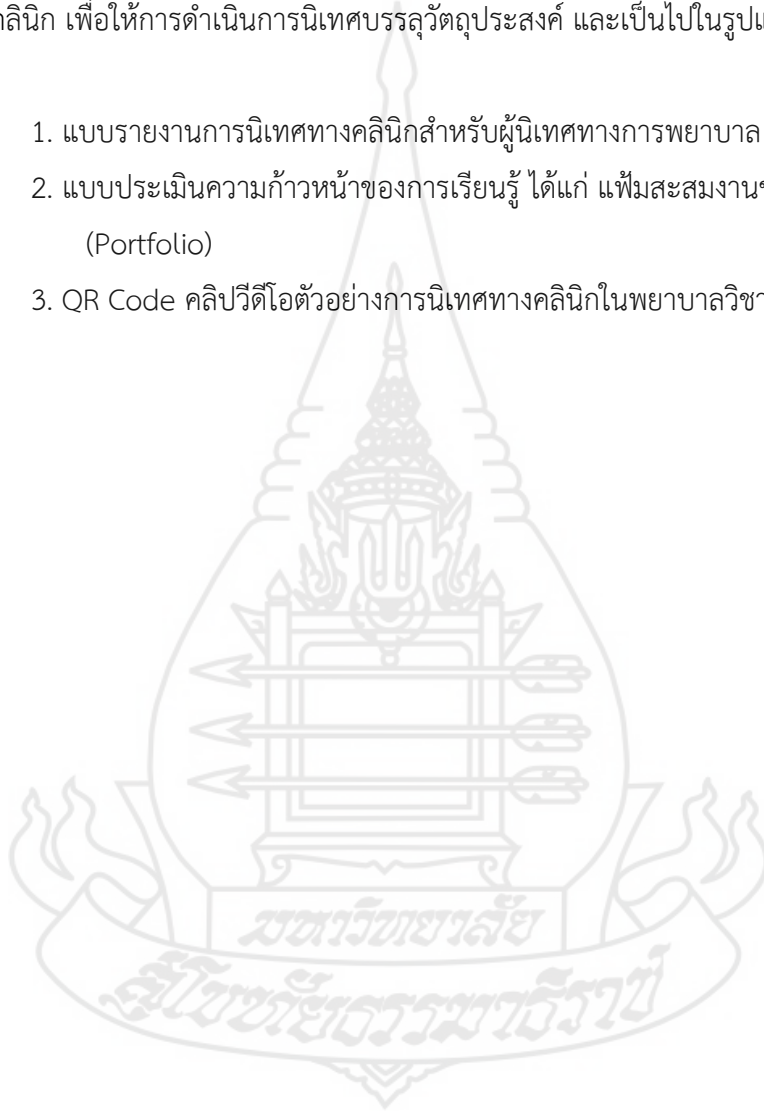 คลินิก เพื่อให้การดำเนินการนิเทศบรรลุวัตถุประสงค์ และเป็นไปในรูปแ
1. แบบรายงานการนิเทศทางคลินิกสำหรับผู้นิเทศทางการพยาบาล
2. แบบประเมินความก้าวหน้าของการเรียนรู้ ได้แก่ แฟ้มสะสมงานข
(Portfolio)
3. QR Code คลิปวีดีโอตัวอย่างการนิเทศทางคลินิกในพยาบาลวิชา
มหาวิทยาลัย
สุโขทัยธรรมาธิราช